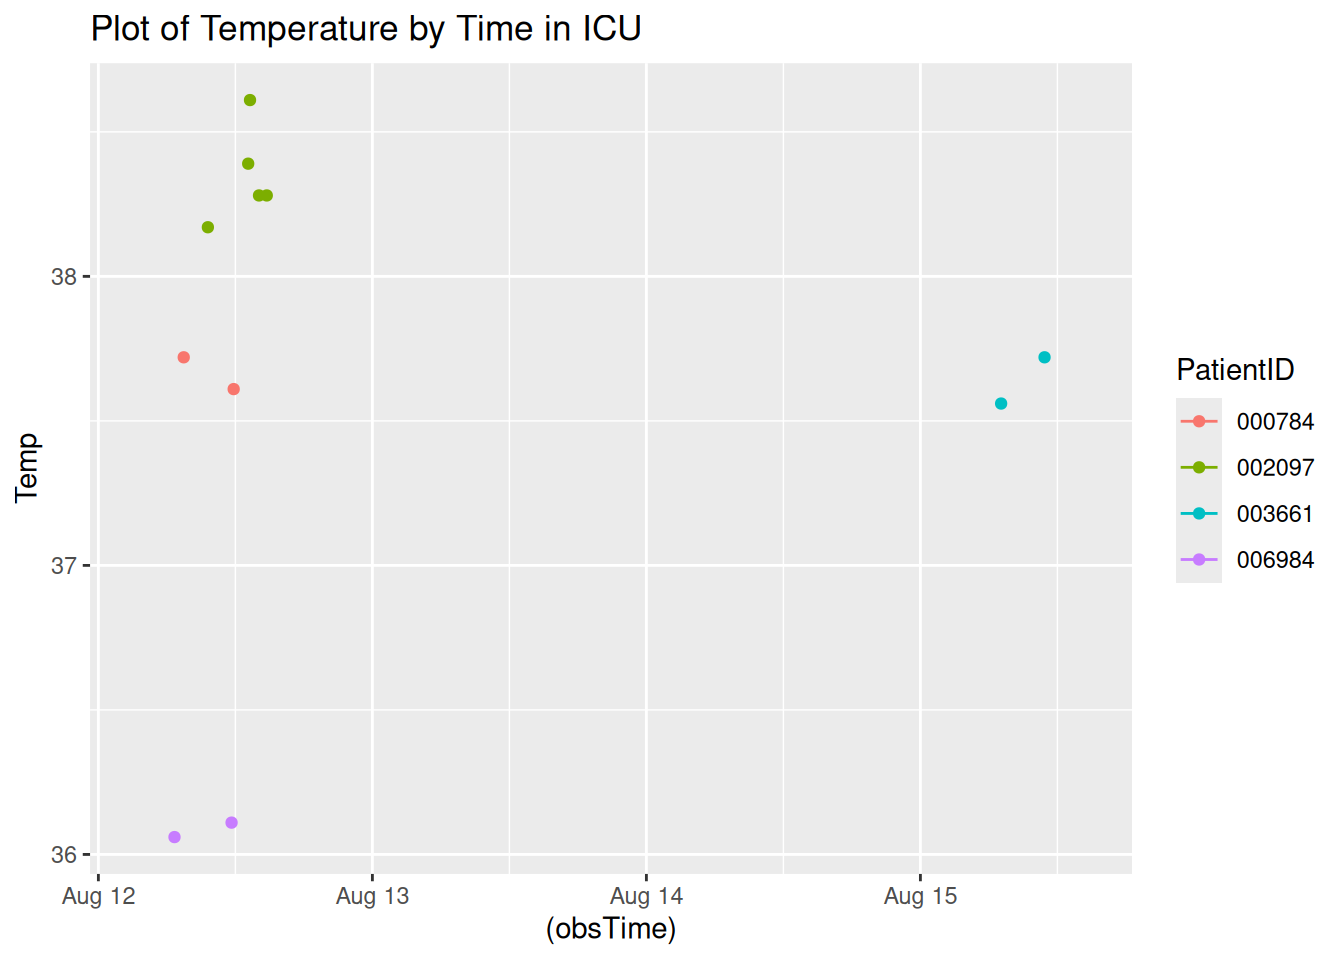 Plot of Temperature by Time in ICU
38
37
36
Temp
Aug 12
Aug 13
Aug 14
Aug 15
(obsTime)
PatientID
000784
002097
003661
006984